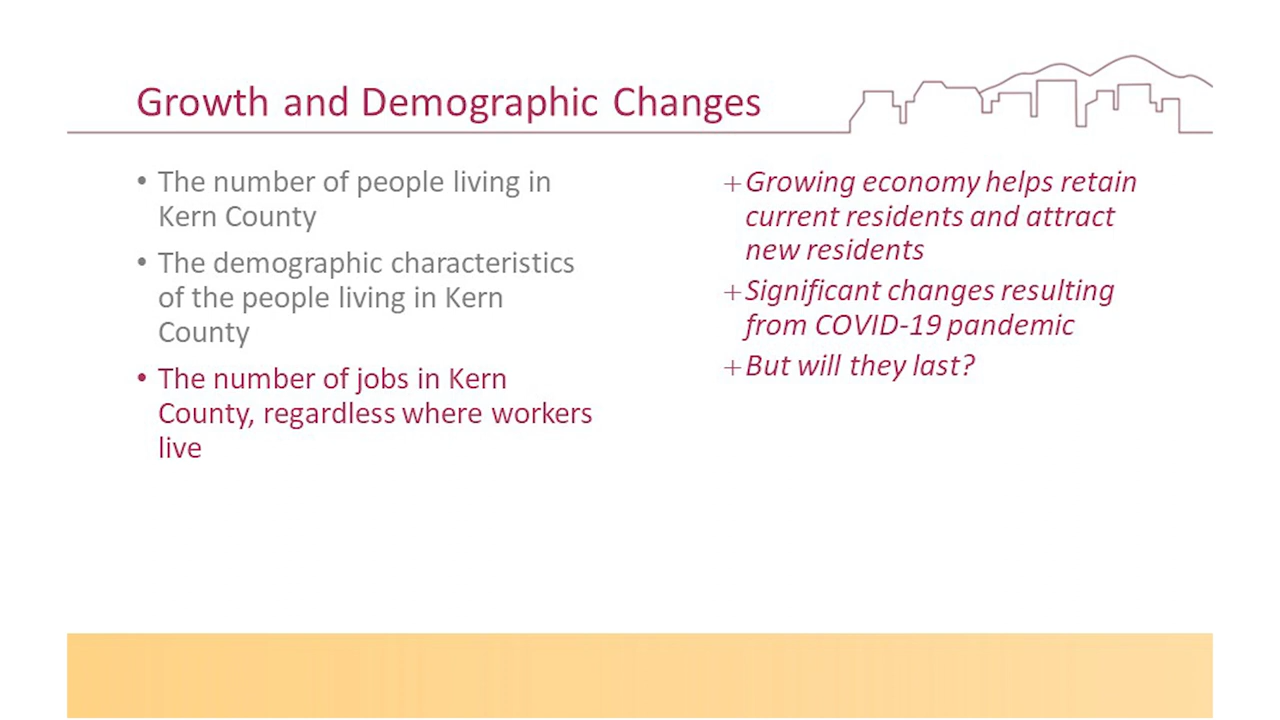 Growth and Demographic Changes
• The number of people living in
Kern County
• The demographic characteristics
of the people living in Kern
County
• The number of jobs in Kern
County, regardless where workers
live
+Growing economy helps retain
current residents and attract
new residents
+Significant changes resulting
from COVID-19 pandemic
+But will they last?